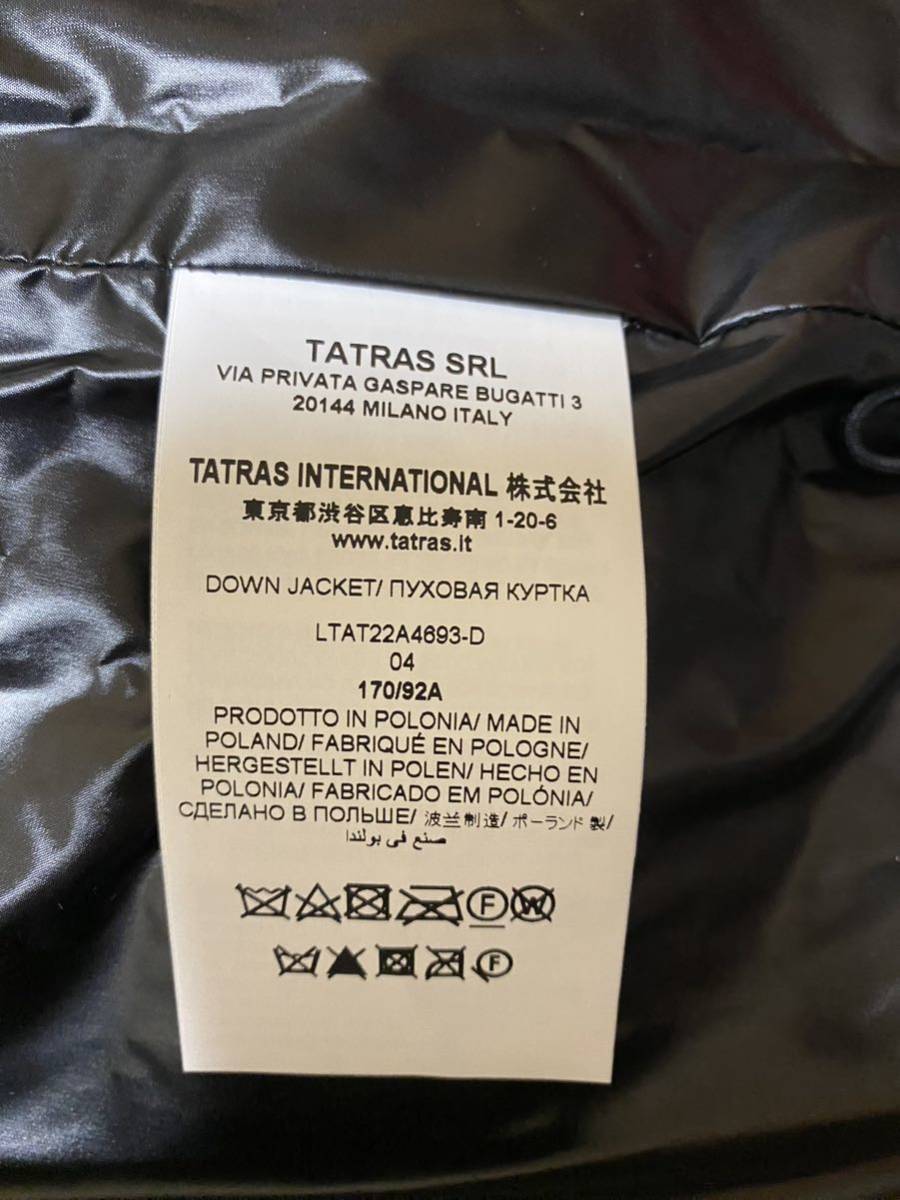 TATRAS SRL
VIA PRIVATA GASPARE BUGATTI 3
20144 MILANO ITALY
TATRAS INTERNATIONAL 株式会社
東京都渋谷区恵比寿南 1-20-6
www.tatras.it
DOWN JACKET/ ПУХОВАЯ КУРТКА
LTAT22A4693-D
04
170/92A
PRODOTTO IN POLONIA/ MADE IN
POLAND/ FABRIQUÉ EN POLOGNE/
HERGESTELLT IN POLEN/ HECHO EN
POLONIA/ FABRICADO EM POLÓNIA/
СДЕЛАНО В ПОЛЬШЕ/ 波兰制造/ ポーランド 製/
صنع في بولندا
F W
F